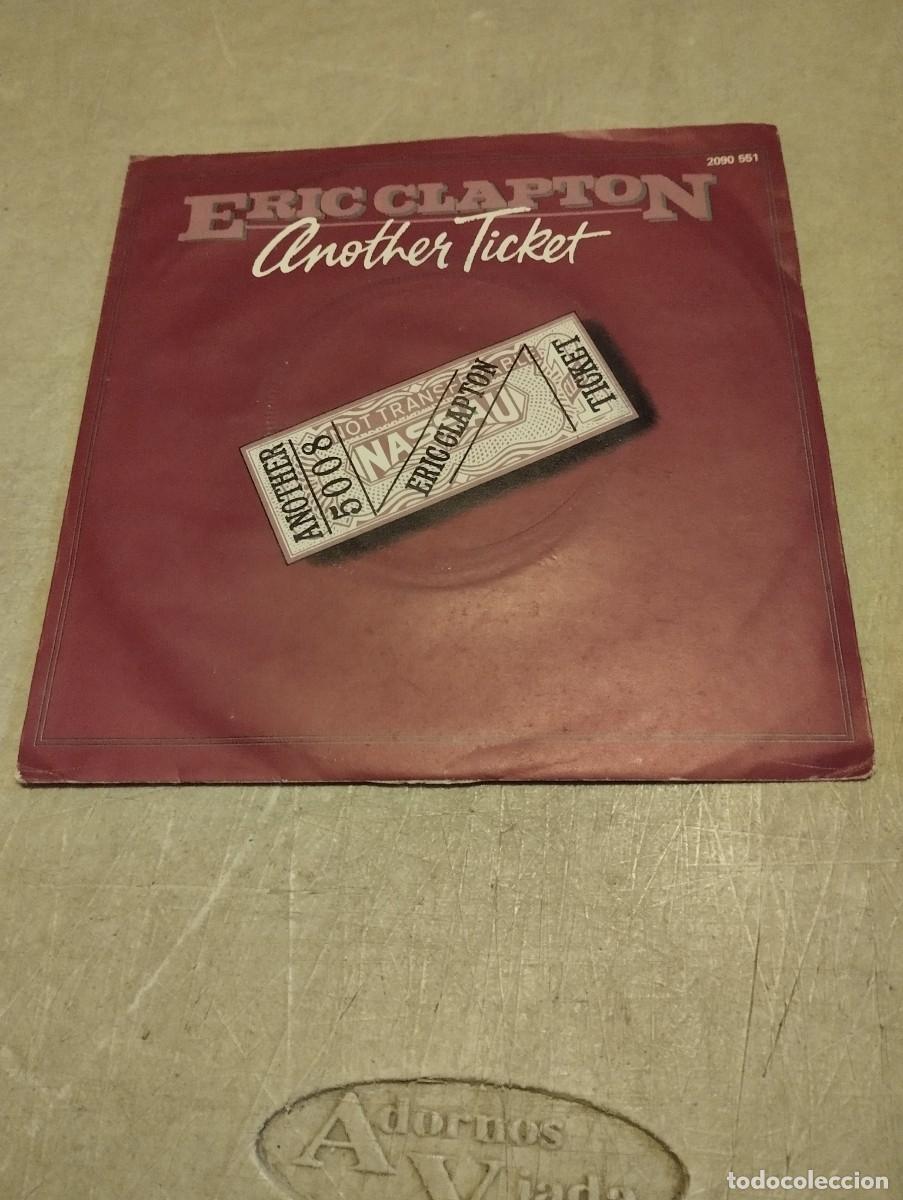 2090 551
ERIC CLAPTON
Another Ticket
NASSAU
ANOTHER
5008
ERIC CLAPTON
TICKET
Adornos
todocoleccion